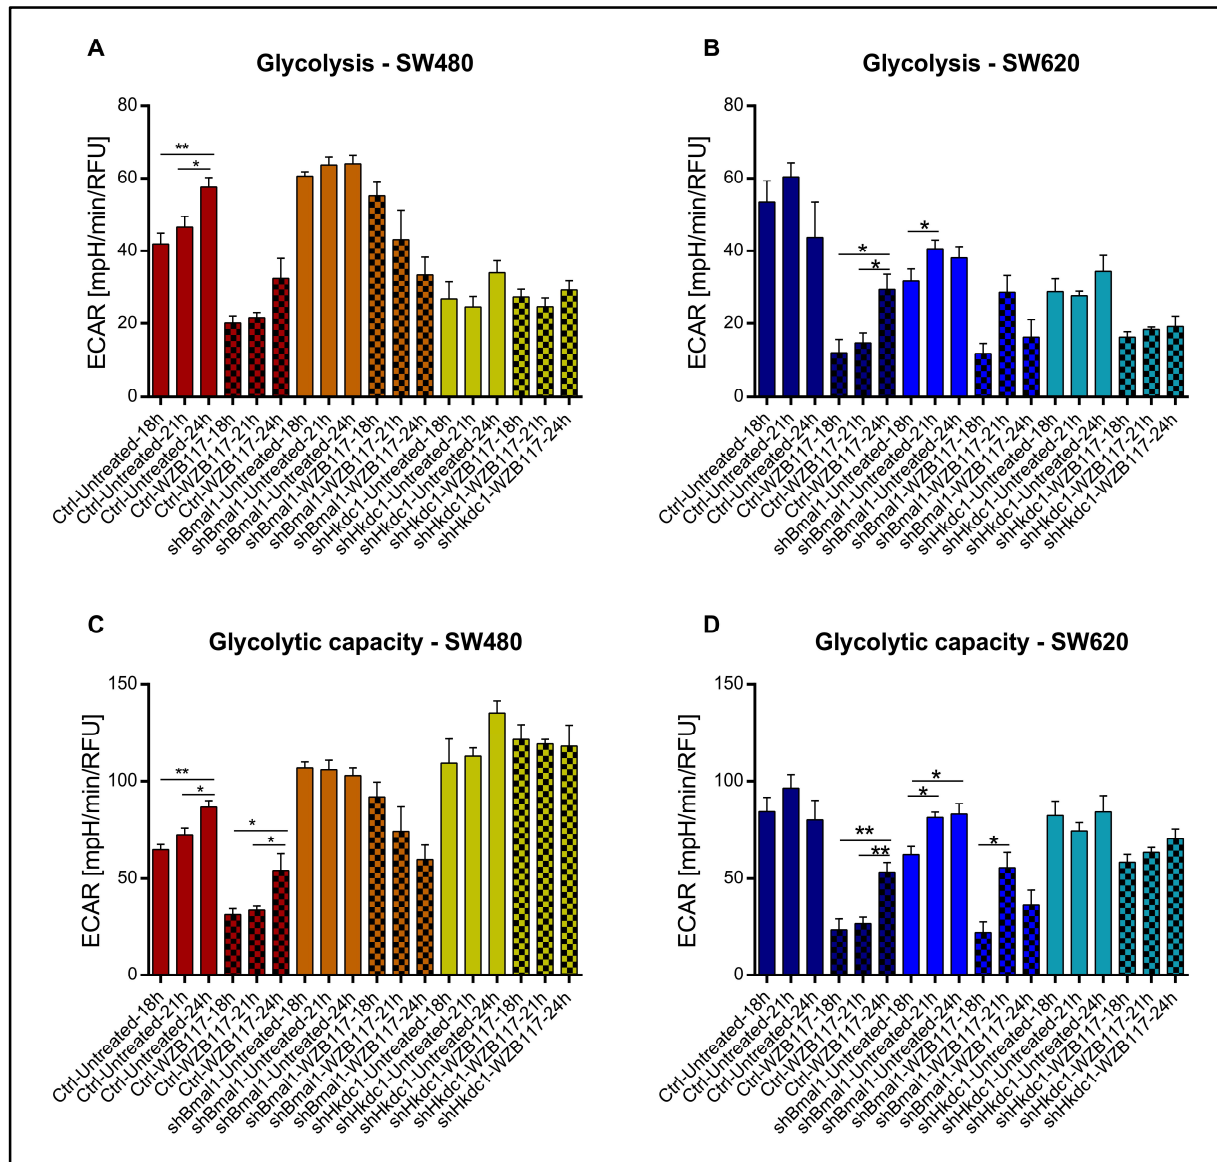 A
Glycolysis - SW480
ECAR [mpH/min/RFU]
80
60
40
20
0
**
*
Ctrl-Untreated-18h
Ctrl-Untreated-21h
Ctrl-Untreated-24h
Ctrl-WZB117-18h
Ctrl-WZB117-21h
Ctrl-WZB117-24h
shBmal1-Untreated-18h
shBmal1-Untreated-21h
shBmal1-Untreated-24h
shBmal1-WZB117-18h
shBmal1-WZB117-21h
shBmal1-WZB117-24h
shHkdc1-Untreated-18h
shHkdc1-Untreated-21h
shHkdc1-Untreated-24h
shHkdc1-WZB117-18h
shHkdc1-WZB117-21h
shHkdc1-WZB117-24h
B
Glycolysis - SW620
ECAR [mpH/min/RFU]
80
60
40
20
0
*
*
*
Ctrl-Untreated-18h
Ctrl-Untreated-21h
Ctrl-Untreated-24h
Ctrl-WZB117-18h
Ctrl-WZB117-21h
Ctrl-WZB117-24h
shBmal1-Untreated-18h
shBmal1-Untreated-21h
shBmal1-Untreated-24h
shBmal1-WZB117-18h
shBmal1-WZB117-21h
shBmal1-WZB117-24h
shHkdc1-Untreated-18h
shHkdc1-Untreated-21h
shHkdc1-Untreated-24h
shHkdc1-WZB117-18h
shHkdc1-WZB117-21h
shHkdc1-WZB117-24h
C
Glycolytic capacity - SW480
ECAR [mpH/min/RFU]
150
100
50
0
**
*
*
*
Ctrl-Untreated-18h
Ctrl-Untreated-21h
Ctrl-Untreated-24h
Ctrl-WZB117-18h
Ctrl-WZB117-21h
Ctrl-WZB117-24h
shBmal1-Untreated-18h
shBmal1-Untreated-21h
shBmal1-Untreated-24h
shBmal1-WZB117-18h
shBmal1-WZB117-21h
shBmal1-WZB117-24h
shHkdc1-Untreated-18h
shHkdc1-Untreated-21h
shHkdc1-Untreated-24h
shHkdc1-WZB117-18h
shHkdc1-WZB117-21h
shHkdc1-WZB117-24h
D
Glycolytic capacity - SW620
ECAR [mpH/min/RFU]
150
100
50
0
**
**
*
*
*
Ctrl-Untreated-18h
Ctrl-Untreated-21h
Ctrl-Untreated-24h
Ctrl-WZB117-18h
Ctrl-WZB117-21h
Ctrl-WZB117-24h
shBmal1-Untreated-18h
shBmal1-Untreated-21h
shBmal1-Untreated-24h
shBmal1-WZB117-18h
shBmal1-WZB117-21h
shBmal1-WZB117-24h
shHkdc1-Untreated-18h
shHkdc1-Untreated-21h
shHkdc1-Untreated-24h
shHkdc1-WZB117-18h
shHkdc1-WZB117-21h
shHkdc1-WZB117-24h